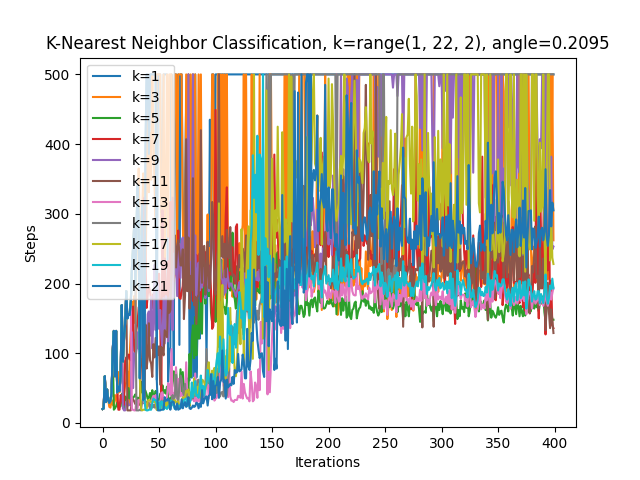 K-Nearest Neighbor Classification, k=range(1, 22, 2), angle=0.2095
500
400
300
200
100
0
Steps
k=1
k=3
k=5
k=7
k=9
k=11
k=13
k=15
k=17
k=19
k=21
0 50 100 150 200 250 300 350 400
Iterations